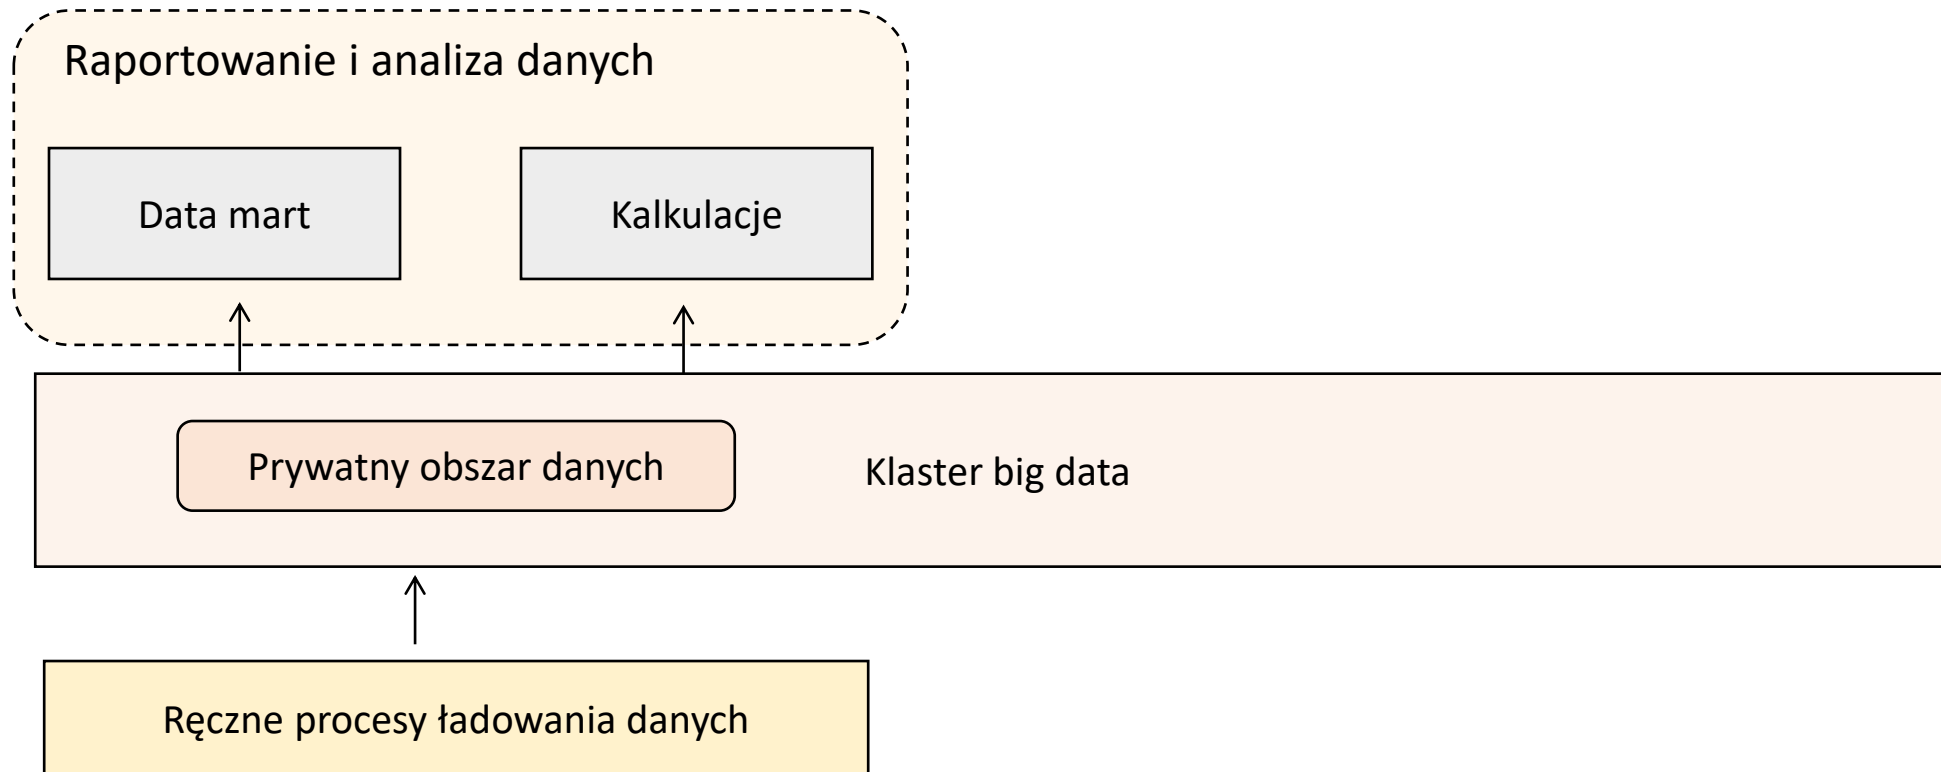 Raportowanie i analiza danych
Data mart
Kalkulacje
Prywatny obszar danych
Klaster big data
Ręczne procesy ładowania danych